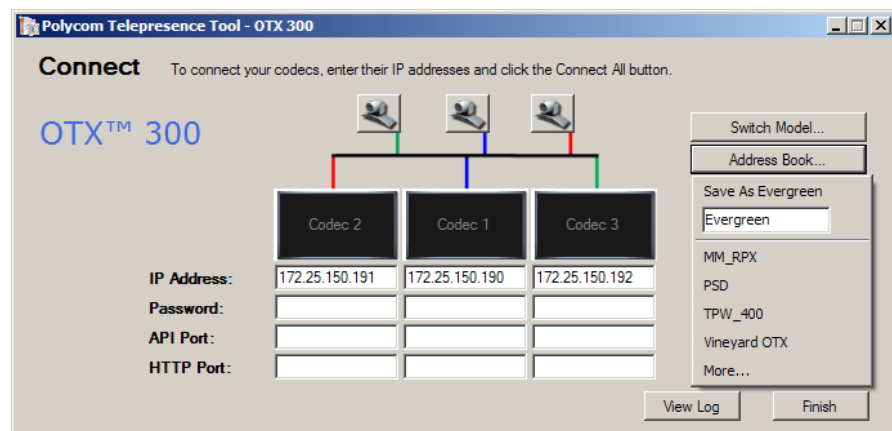 Polycom Telepresence Tool - OTX 300
Connect To connect your codecs, enter their IP addresses and click the Connect All button.
OTX™ 300
Switch Model...
Address Book...
Save As Evergreen
Evergreen
MM_RPX
PSD
TPW_400
Vineyard OTX
More...
Codec 2 Codec 1 Codec 3
IP Address: 172.25.150.191 172.25.150.190 172.25.150.192
Password:
API Port:
HTTP Port:
View Log Finish